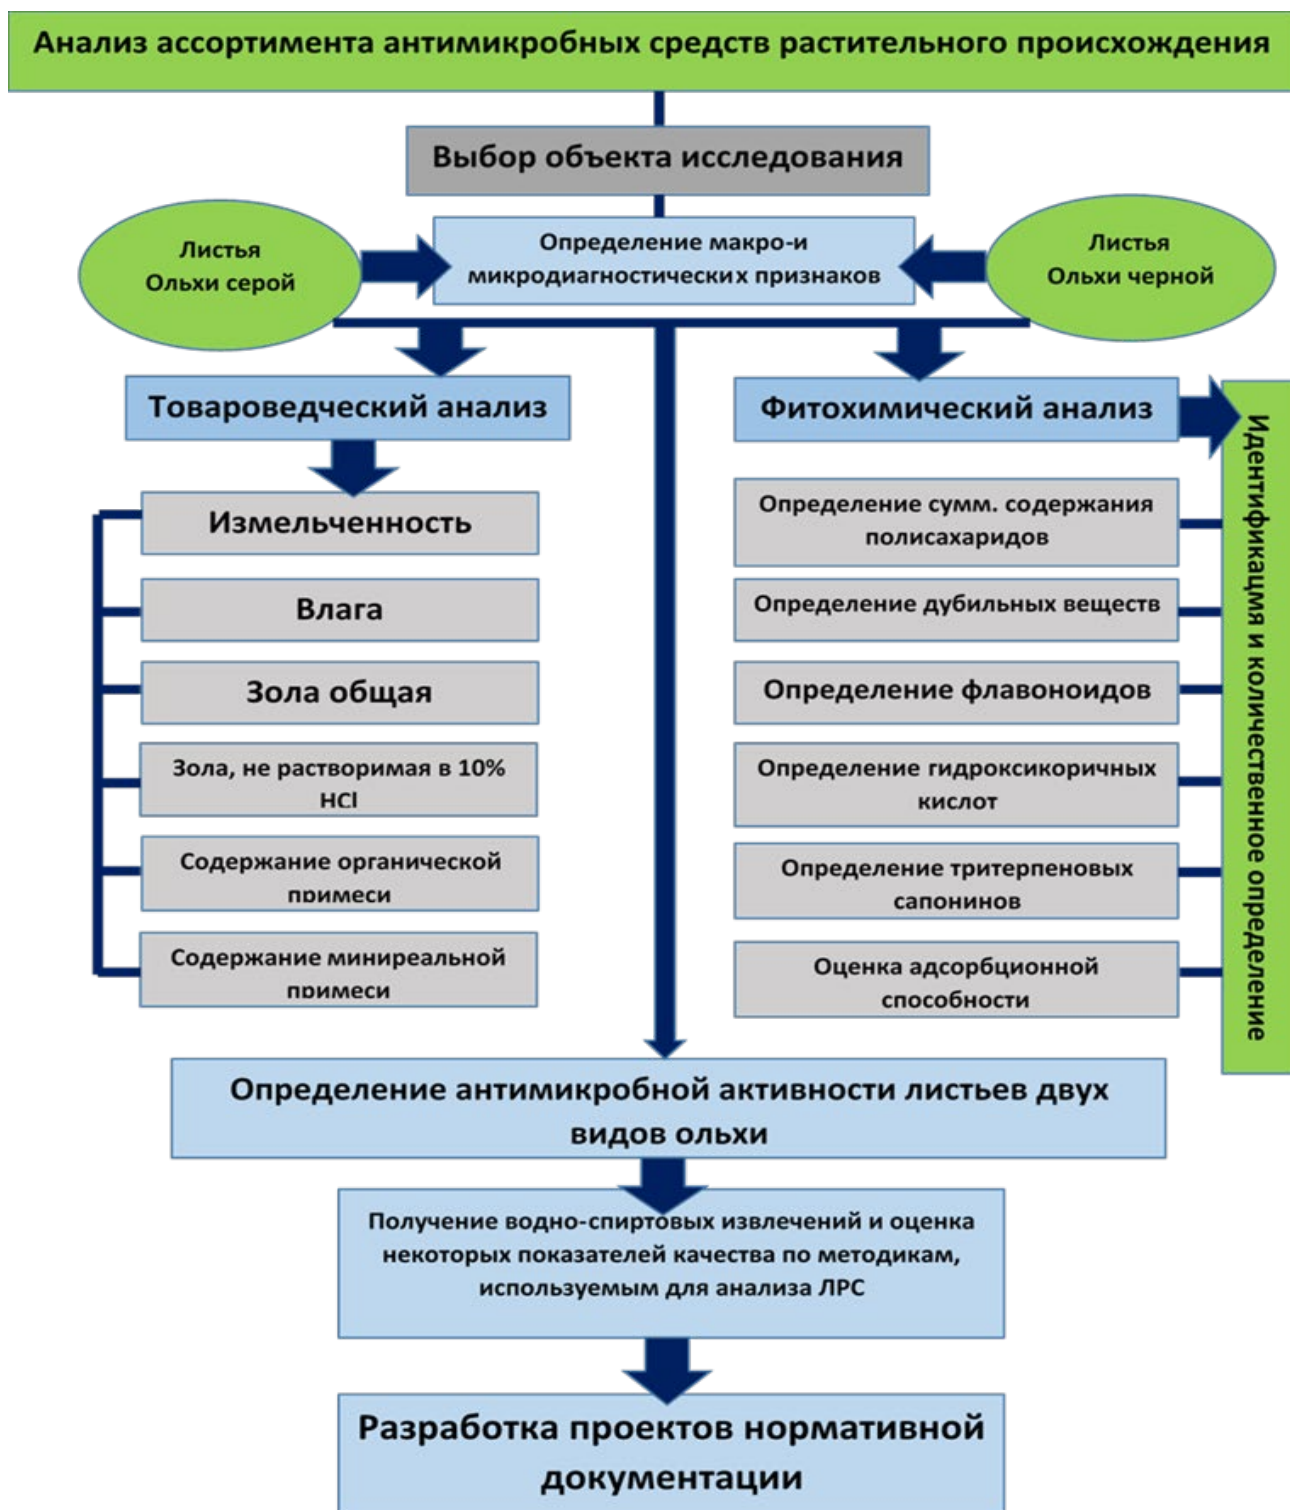 Анализ ассортимента антимикробных средств растительного происхождения
Выбор объекта исследования
Листья
Ольхи серой
Определение макро-и
микродиагностических признаков
Листья
Ольхи черной
Товароведческий анализ
Измельченность
Влага
Зола общая
Зола, не растворимая в 10%
HCl
Содержание органической
примеси
Содержание миниреальной
примеси
Фитохимический анализ
Определение сумм. содержания
полисахаридов
Определение дубильных веществ
Определение флавоноидов
Определение гидроксикоричных
кислот
Определение тритерпеновых
сапонинов
Оценка адсорбционной
способности
Идентификацмя и количественное определение
Определение антимикробной активности листьев двух
видов ольхи
Получение водно-спиртовых извлечений и оценка
некоторых показателей качества по методикам,
используемым для анализа ЛРС
Разработка проектов нормативной
документации